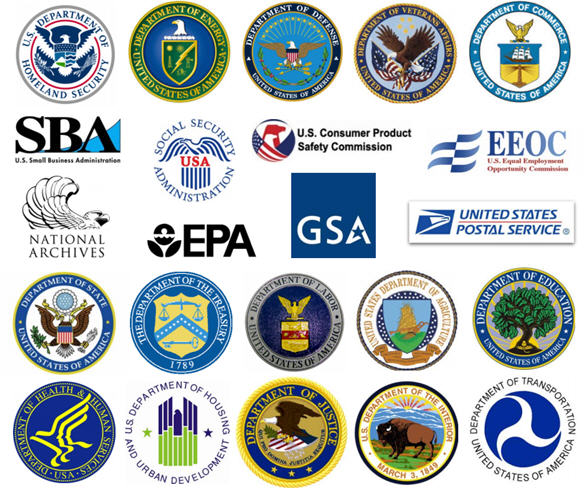 U.S. DEPARTMENT OF
HOMELAND SECURITY
DEPARTMENT OF ENERGY
UNITED STATES OF AMERICA
DEPARTMENT OF DEFENSE
UNITED STATES OF AMERICA
DEPARTMENT OF VETERANS AFFAIRS
UNITED STATES OF AMERICA
DEPARTMENT OF COMMERCE
UNITED STATES OF AMERICA
SBA
U.S. Small Business Administration
SOCIAL SECURITY
USA
ADMINISTRATION
U.S. Consumer Product
Safety Commission
EEOC
U.S. Equal Employment
Opportunity Commission
NATIONAL
ARCHIVES
EPA
GSA
UNITED STATES
POSTAL SERVICE®
DEPARTMENT OF STATE
UNITED STATES OF AMERICA
THE DEPARTMENT OF THE TREASURY
1789
DEPARTMENT OF LABOR
UNITED STATES OF AMERICA
UNITED STATES DEPARTMENT OF AGRICULTURE
DEPARTMENT OF EDUCATION
UNITED STATES OF AMERICA
DEPARTMENT OF HEALTH & HUMAN SERVICES
USA
U.S. DEPARTMENT OF HOUSING
AND URBAN DEVELOPMENT
DEPARTMENT OF JUSTICE
QUI PRO DOMINA JUSTITIA SEQUITUR
U.S. DEPARTMENT OF THE INTERIOR
MARCH 3, 1849
DEPARTMENT OF TRANSPORTATION
UNITED STATES OF AMERICA